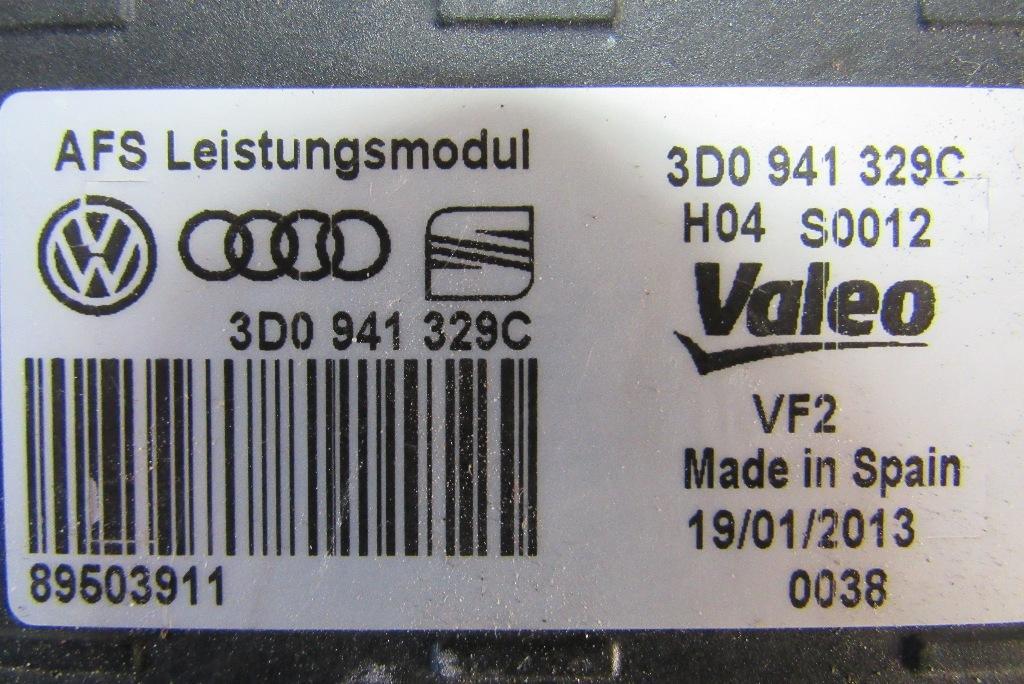 AFS Leistungsmodul
3D0 941 329C
89503911
3D0 941 329C
H04 S0012
Valeo
VF2
Made in Spain
19/01/2013
0038